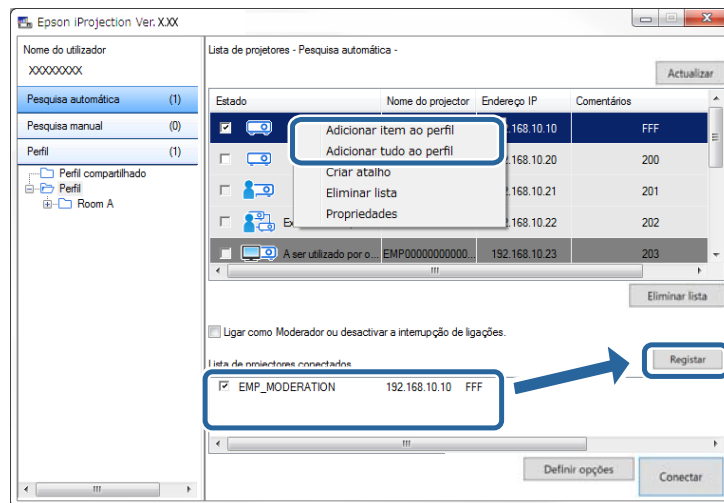 Epson iProjection Ver. X.XX
Nome do utilizador
XXXXXXXX
Pesquisa automática (1)
Pesquisa manual (0)
Perfil (1)
Perfil compartilhado
Perfil
Room A
Lista de projetores - Pesquisa automática -
Actualizar
Estado Nome do projector Endereço IP Comentários
.168.10.10 FFF
192.168.10.20 200
192.168.10.21 201
192.168.10.22 202
A ser utilizado por o... EMP00000000000... 192.168.10.23 203
Adicionar item ao perfil
Adicionar tudo ao perfil
Criar atalho
Eliminar lista
Propriedades
Eliminar lista
Ligar como Moderador ou desactivar a interrupção de ligações.
Lista de projectores conectados
Registar
EMP_MODERATION 192.168.10.10 FFF
Definir opções
Conectar